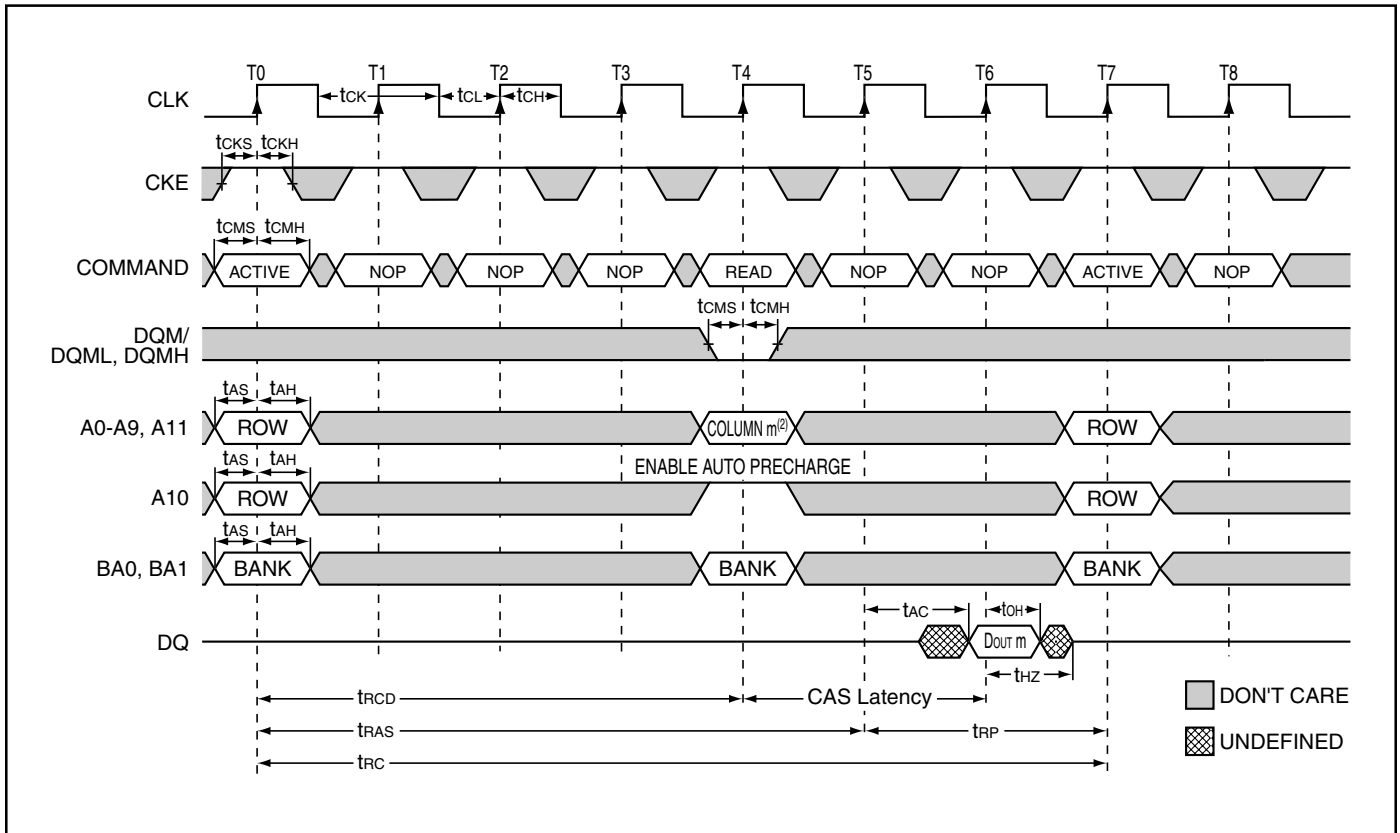 T0 T1 T2 T3 T4 T5 T6 T7 T8
CLK
tCK tCL tCH
tCKS tCKH
CKE
tCMS tCMH
COMMAND ACTIVE NOP NOP NOP READ NOP NOP ACTIVE NOP
tCMS tCMH
DQM/
DQML, DQMH
tAS tAH
A0-A9, A11 ROW COLUMN m(2) ROW
tAS tAH ENABLE AUTO PRECHARGE
A10 ROW ROW
tAS tAH
BA0, BA1 BANK BANK BANK
tAC tOH
DQ DOUT m
tHZ
tRCD CAS Latency
DON'T CARE
tRAS tRP
UNDEFINED
tRC